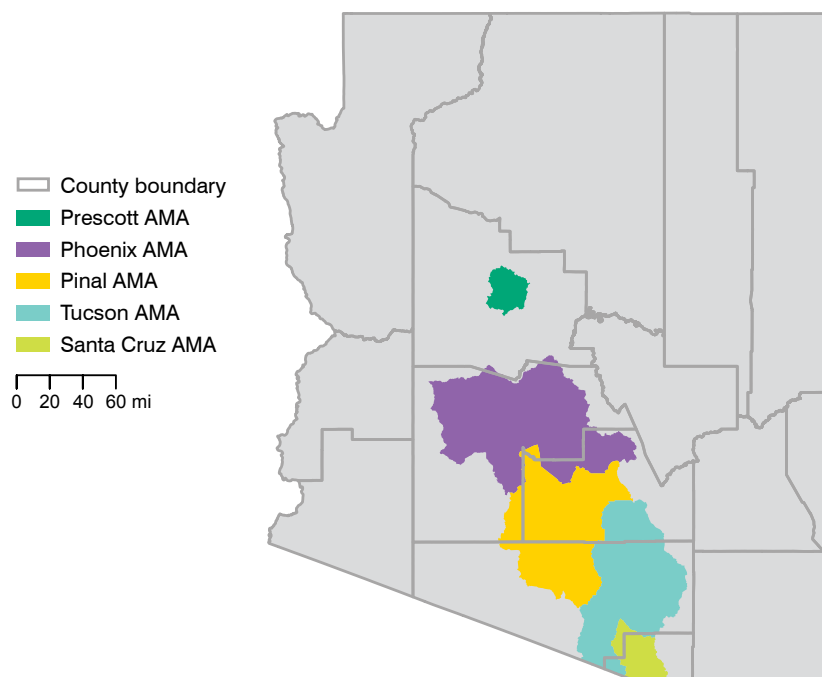 County boundary
Prescott AMA
Phoenix AMA
Pinal AMA
Tucson AMA
Santa Cruz AMA
0 20 40 60 mi